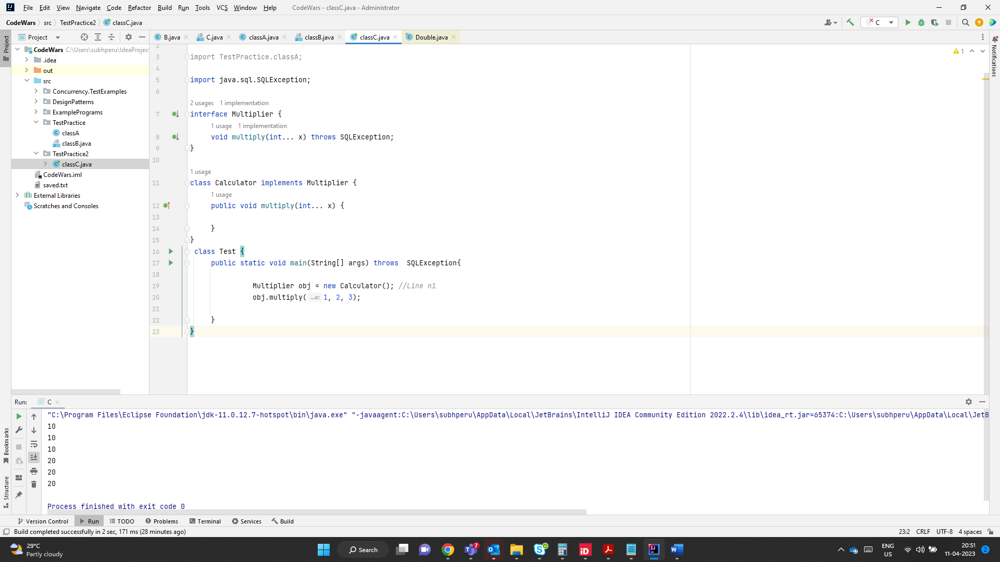 File Edit View Navigate Code Refactor Build Run Tools VCS Window Help CodeWars - classC.java - Administrator
CodeWars src TestPractice2 classC.java
C
Project
B.java C.java classA.java classB.java classC.java Double.java
Project
CodeWars C:\Users\subhperu\IdeaProjec
.idea
out
src
Concurrency.TestExamples
DesignPatterns
ExamplePrograms
TestPractice
classA
classB.java
TestPractice2
classC.java
CodeWars.iml
saved.txt
External Libraries
Scratches and Consoles
2
3 import TestPractice.classA;
4
5 import java.sql.SQLException;
6
2 usages 1 implementation
7 interface Multiplier {
1 usage 1 implementation
8 void multiply(int... x) throws SQLException;
9 }
10
1 usage
11 class Calculator implements Multiplier {
1 usage
12 public void multiply(int... x) {
13
14 }
15 }
16 class Test {
17 public static void main(String[] args) throws  SQLException{
18
19 Multiplier obj = new Calculator(); //Line n1
20 obj.multiply( ...x: 1, 2, 3);
21
22 }
23 }
1
Notifications
Run: C
"C:\Program Files\Eclipse Foundation\jdk-11.0.12.7-hotspot\bin\java.exe" "-javaagent:C:\Users\subhperu\AppData\Local\JetBrains\IntelliJ IDEA Community Edition 2022.2.4\lib\idea_rt.jar=65374:C:\Users\subhperu\AppData\Local\JetB
10
10
10
20
20
20
Process finished with exit code 0
Bookmarks
Structure
Version Control Run TODO Problems Terminal Services Build
Build completed successfully in 2 sec, 171 ms (28 minutes ago) 23:2 CRLF UTF-8 4 spaces
29°C
Partly cloudy
Search
7
iD
W
ENG
US
20:51
11-04-2023
2